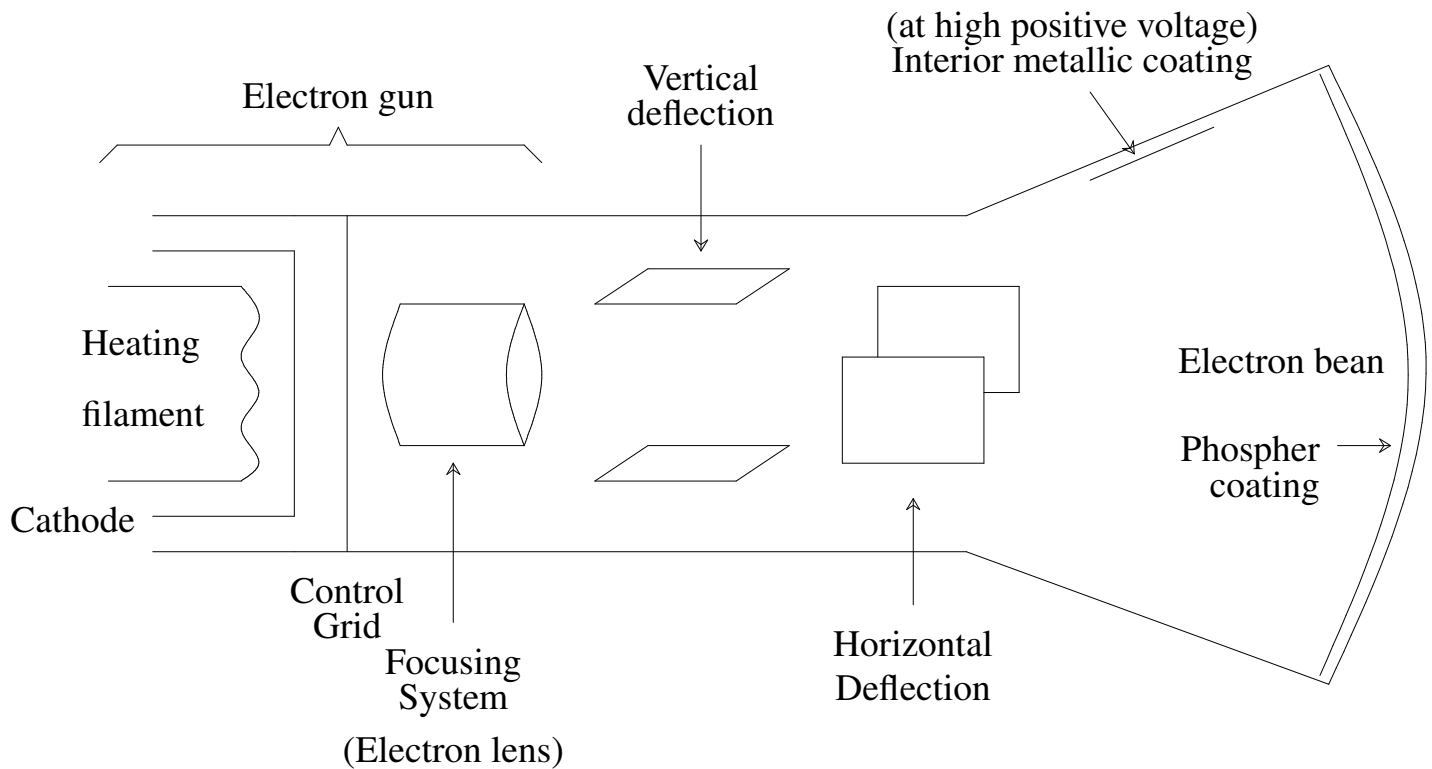 (at high positive voltage)
Interior metallic coating
Vertical
deflection
Electron gun
Heating
filament
Cathode
Electron bean
Phospher
coating
Control
Grid
Focusing
System
(Electron lens)
Horizontal
Deflection